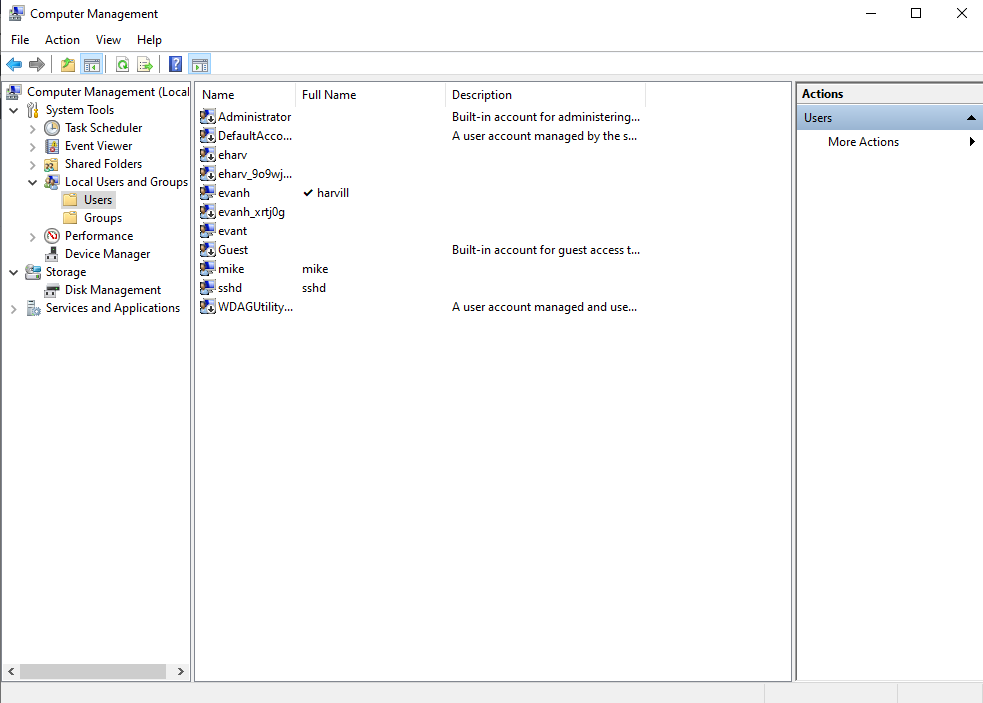 Computer Management
File Action View Help
Computer Management (Local
System Tools
Task Scheduler
Event Viewer
Shared Folders
Local Users and Groups
Users
Groups
Performance
Device Manager
Storage
Disk Management
Services and Applications
Name Full Name Description
Administrator Built-in account for administering...
DefaultAcco... A user account managed by the s...
eharv
eharv_9o9wj...
evanh ✔ harvill
evanh_xrtj0g
evant
Guest Built-in account for guest access t...
mike mike
sshd sshd
WDAGUtility... A user account managed and use...
Actions
Users
More Actions